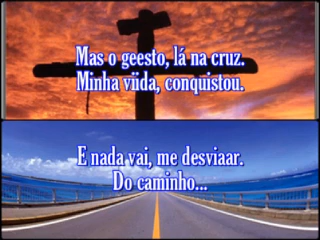 Mas o geesto, lá na cruz.
Minha viida, conquistou.
E nada vai, me desviaar.
Do caminho...